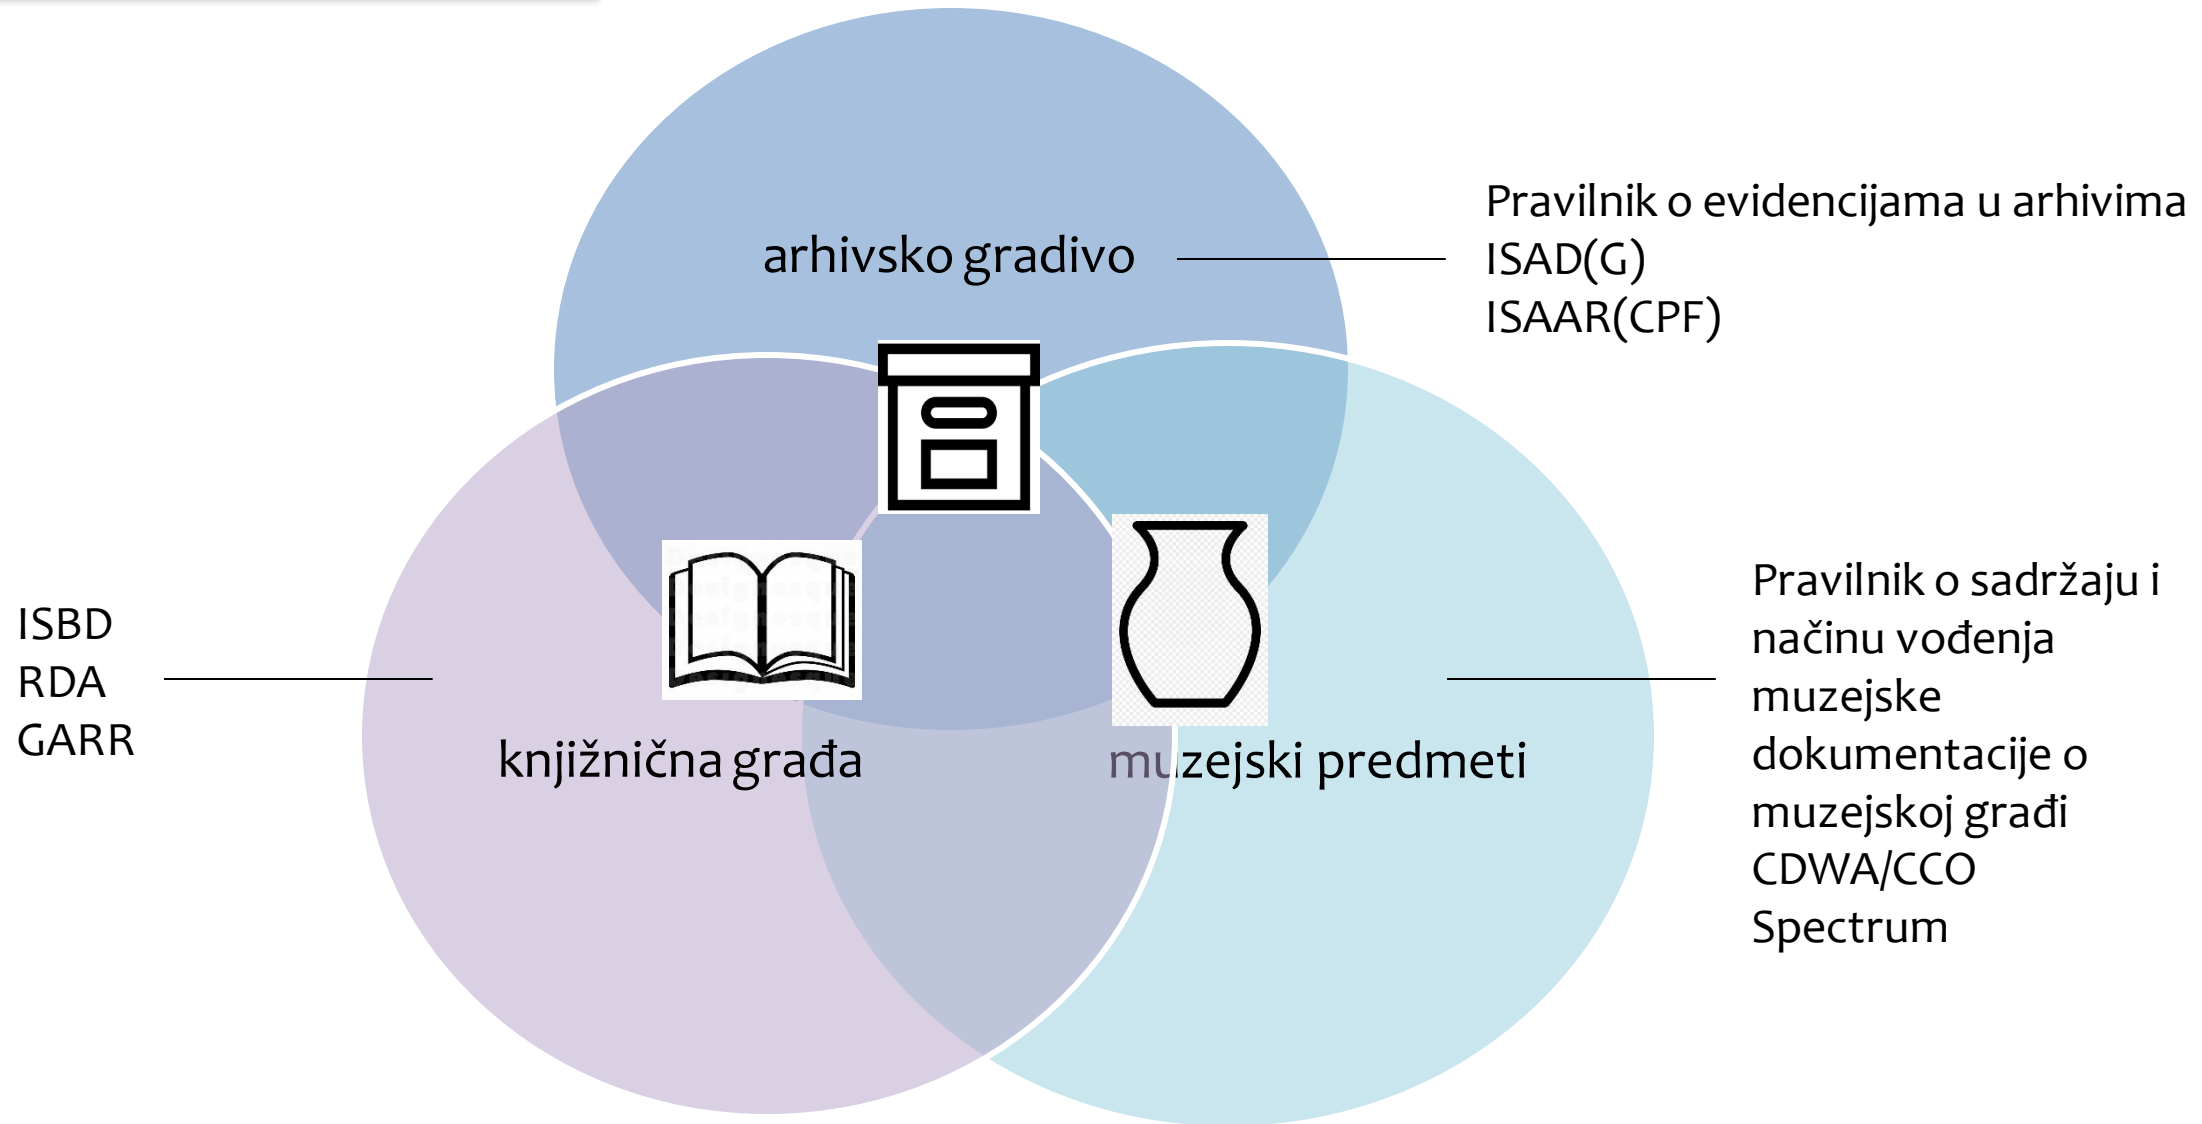 arhivsko gradivo
Pravilnik o evidencijama u arhivima
ISAD(G)
ISAAR(CPF)
ISBD
RDA
GARR
knjižnična građa
muzejski predmeti
Pravilnik o sadržaju i
načinu vođenja
muzejske
dokumentacije o
muzejskoj građi
CDWA/CCO
Spectrum